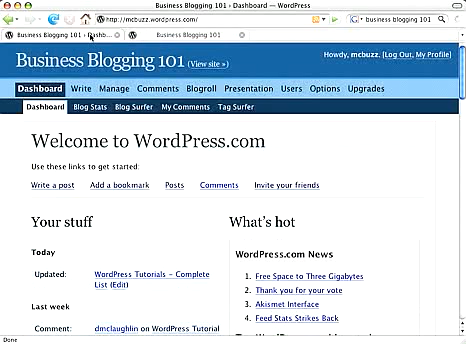 Business Blogging 101 › Dashboard — WordPress
http://mcbuzz.wordpress.com/
business blogging 101
Business Blogging 101 › Dashb...
Business Blogging 101
Business Blogging 101 (View site »)
Howdy, mcbuzz. [Log Out, My Profile]
Dashboard Write Manage Comments Blogroll Presentation Users Options Upgrades
Dashboard Blog Stats Blog Surfer My Comments Tag Surfer
Welcome to WordPress.com
Use these links to get started:
Write a post Add a bookmark Posts Comments Invite your friends
Your stuff
Today
Updated: WordPress Tutorials – Complete
List (Edit)
Last week
Comment: dmclaughlin on WordPress Tutorial
What's hot
WordPress.com News
1. Free Space to Three Gigabytes
2. Thank you for your vote
3. Akismet Interface
4. Feed Stats Strikes Back
Done